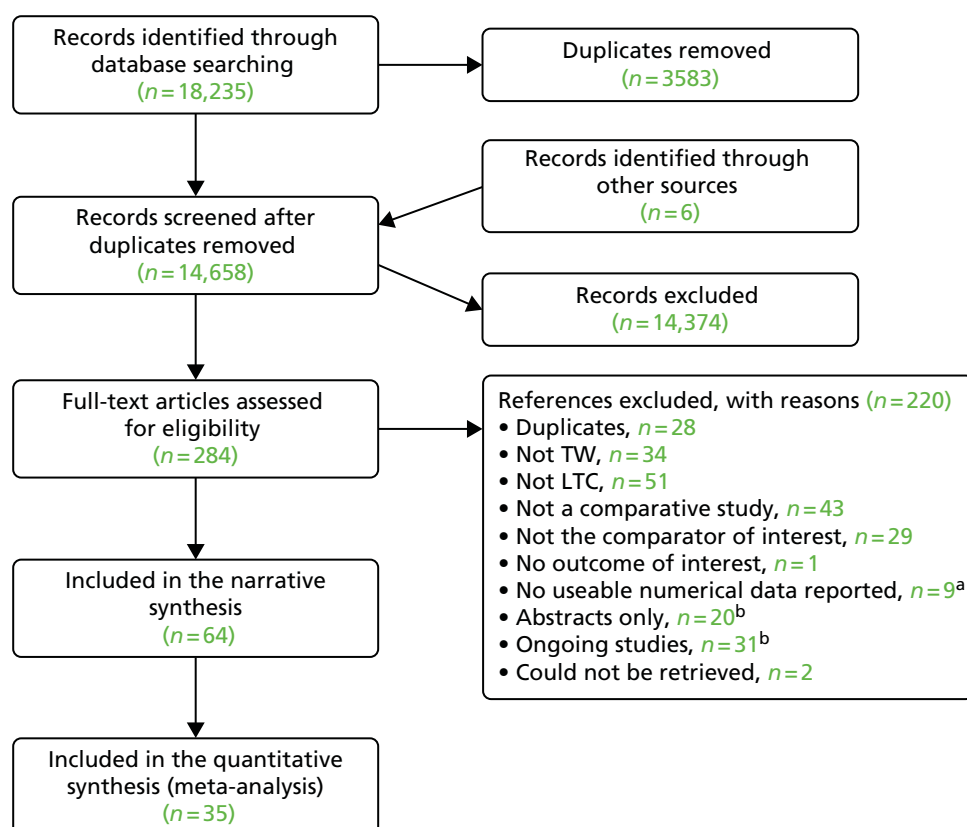 Records identified through
database searching
(n=18,235)
Duplicates removed
(n=3583)
Records identified through
other sources
(n=6)
Records screened after
duplicates removed
(n=14,658)
Records excluded
(n=14,374)
Full-text articles assessed
for eligibility
(n=284)
References excluded, with reasons (n=220)
• Duplicates, n=28
• Not TW, n=34
• Not LTC, n=51
• Not a comparative study, n=43
• Not the comparator of interest, n=29
• No outcome of interest, n=1
• No useable numerical data reported, n=9a
• Abstracts only, n=20b
• Ongoing studies, n=31b
• Could not be retrieved, n=2
Included in the narrative
synthesis
(n=64)
Included in the quantitative
synthesis (meta-analysis)
(n=35)